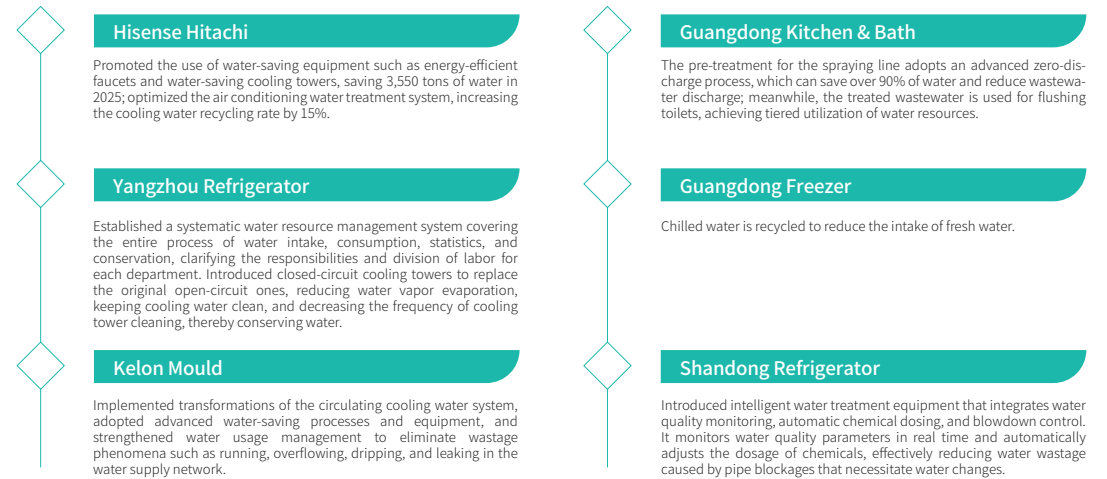 Hisense Hitachi
Promoted the use of water-saving equipment such as energy-efficient
faucets and water-saving cooling towers, saving 3,550 tons of water in
2025; optimized the air conditioning water treatment system, increasing
the cooling water recycling rate by 15%.
Yangzhou Refrigerator
Established a systematic water resource management system covering
the entire process of water intake, consumption, statistics, and
conservation, clarifying the responsibilities and division of labor for
each department. Introduced closed-circuit cooling towers to replace
the original open-circuit ones, reducing water vapor evaporation,
keeping cooling water clean, and decreasing the frequency of cooling
tower cleaning, thereby conserving water.
Kelon Mould
Implemented transformations of the circulating cooling water system,
adopted advanced water-saving processes and equipment, and
strengthened water usage management to eliminate wastage
phenomena such as running, overflowing, dripping, and leaking in the
water supply network.
Guangdong Kitchen & Bath
The pre-treatment for the spraying line adopts an advanced zero-dis-
charge process, which can save over 90% of water and reduce wastewa-
ter discharge; meanwhile, the treated wastewater is used for flushing
toilets, achieving tiered utilization of water resources.
Guangdong Freezer
Chilled water is recycled to reduce the intake of fresh water.
Shandong Refrigerator
Introduced intelligent water treatment equipment that integrates water
quality monitoring, automatic chemical dosing, and blowdown control.
It monitors water quality parameters in real time and automatically
adjusts the dosage of chemicals, effectively reducing water wastage
caused by pipe blockages that necessitate water changes.